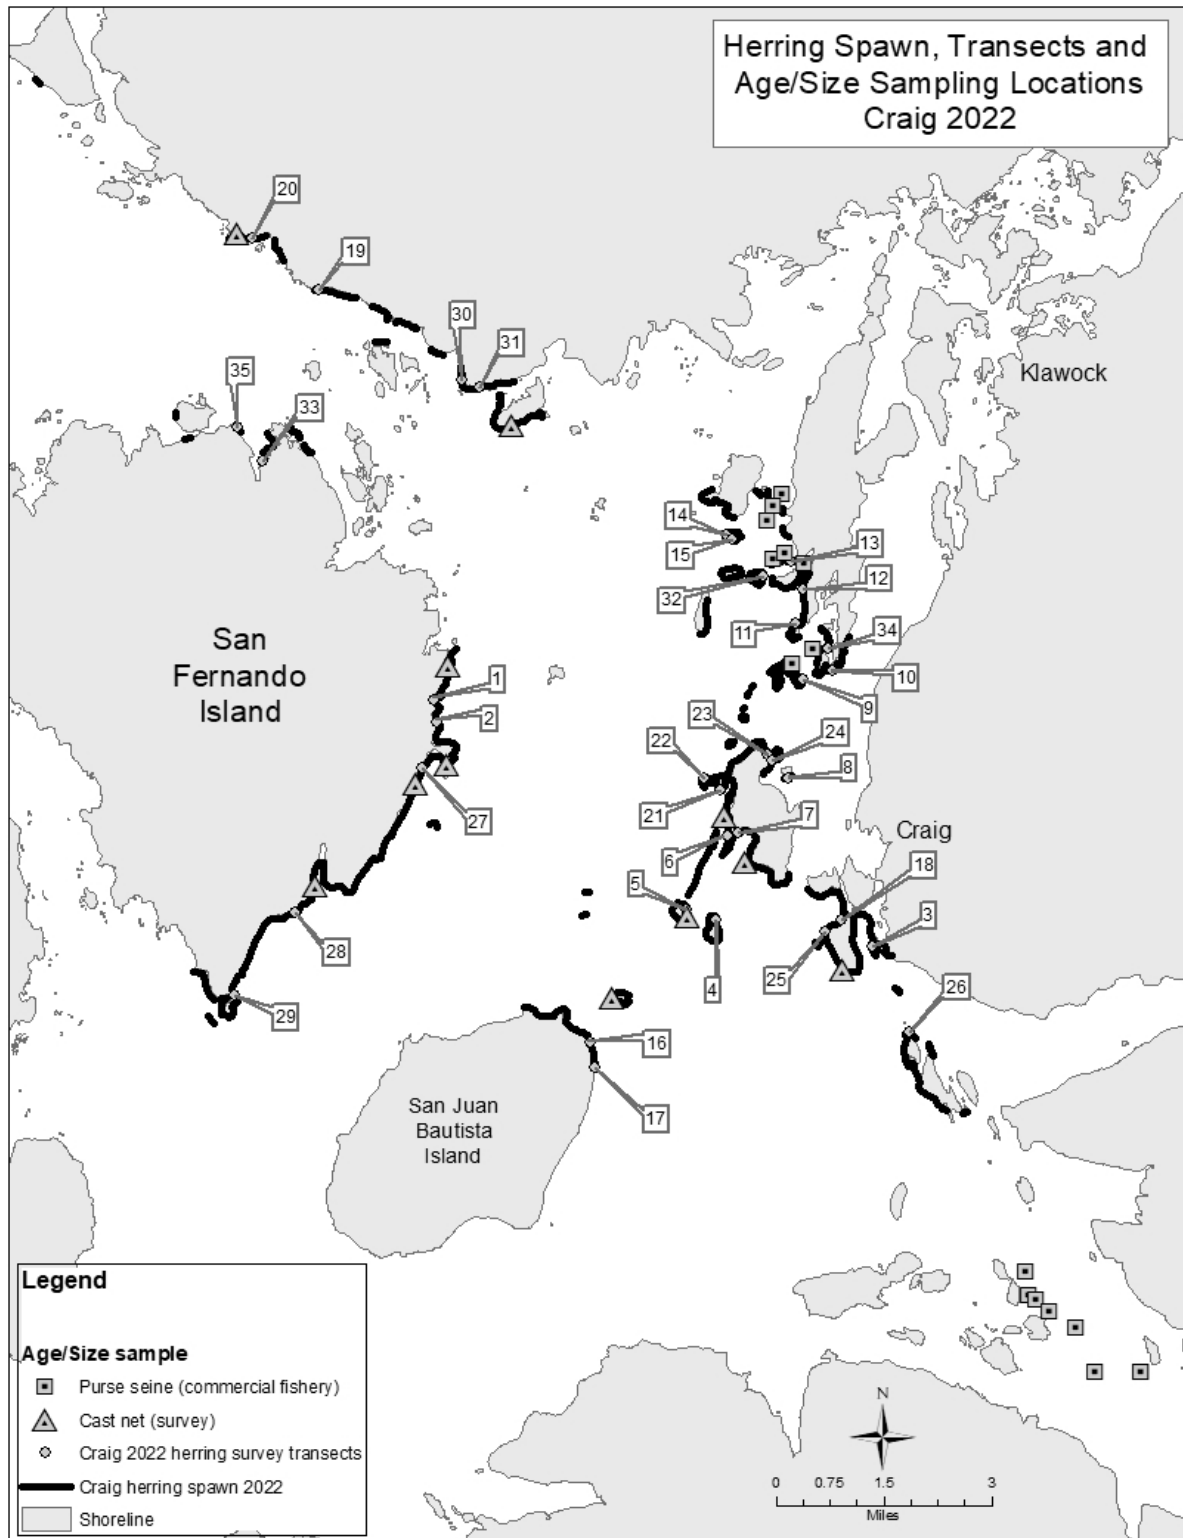 Herring Spawn, Transects and
Age/Size Sampling Locations
Craig 2022
20
19
30
31
35
33
Klawock
14
15
13
12
32
11
34
10
9
San
Fernando
Island
1
2
23
24
22
8
21
27
7
6
Craig
5
18
3
28
4
25
29
26
16
17
San Juan
Bautista
Island
Legend
Age/Size sample
Purse seine (commercial fishery)
Cast net (survey)
Craig 2022 herring survey transects
Craig herring spawn 2022
Shoreline
N
0 0.75 1.5 3
Miles